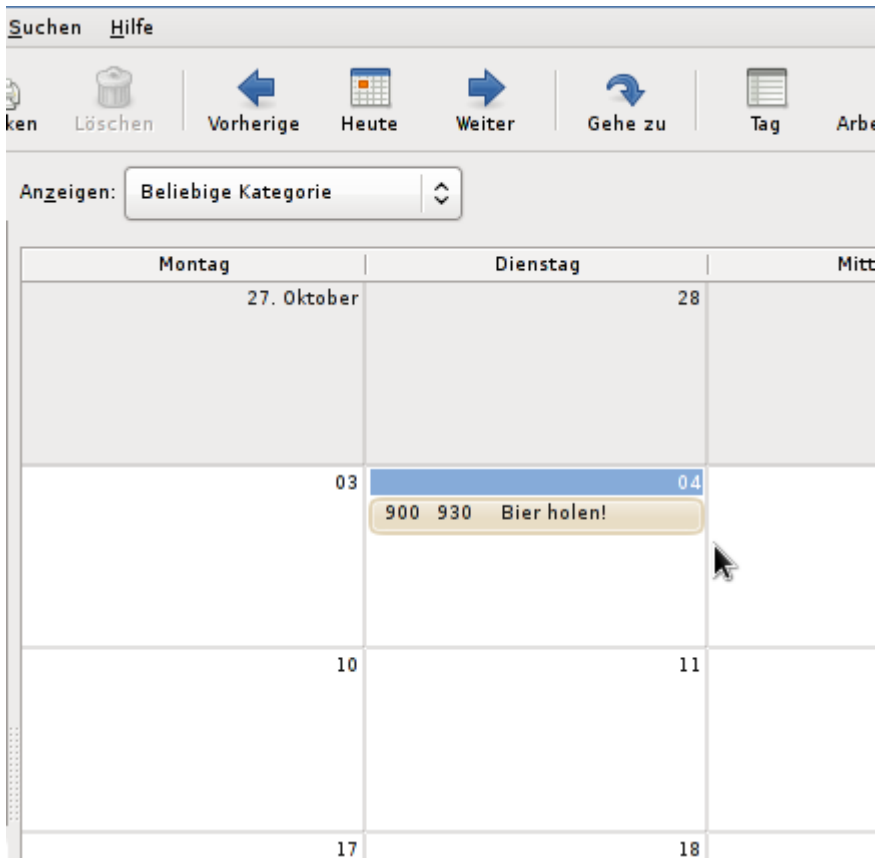 Suchen Hilfe
ken Löschen Vorherige Heute Weiter Gehe zu Tag Arbe
Anzeigen: Beliebige Kategorie
Montag Dienstag Mitt
27. Oktober 28
03 04
900 930 Bier holen!
10 11
17 18